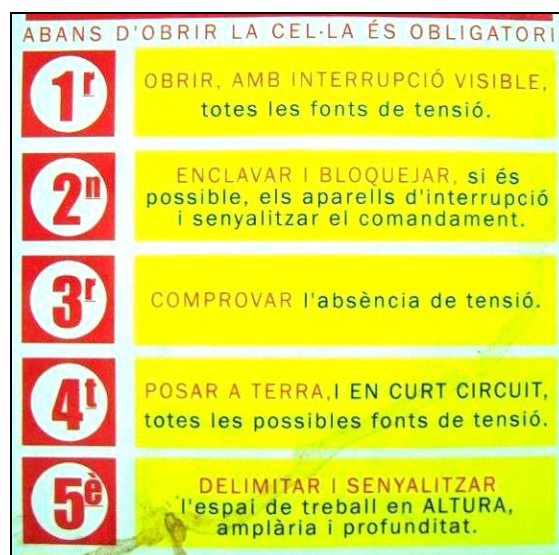 ABANS D'OBRIR LA CEL·LA ÉS OBLIGATORI
1r
OBRIR, AMB INTERRUPCIÓ VISIBLE,
totes les fonts de tensió.
2n
ENCLAVAR I BLOQUEJAR, si és
possible, els aparells d'interrupció
i senyalitzar el comandament.
3r
COMPROVAR l'absència de tensió.
4t
POSAR A TERRA,I EN CURT CIRCUIT,
totes les possibles fonts de tensió.
5è
DELIMITAR I SENYALITZAR
l'espai de treball en ALTURA,
amplària i profunditat.